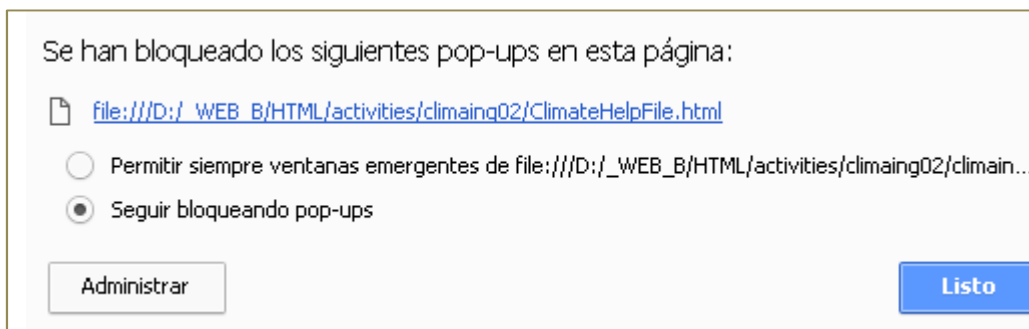 Se han bloqueado los siguientes pop-ups en esta página:
file:///D:/_WEB_B/HTML/activities/climaing02/ClimateHelpFile.html
Permitir siempre ventanas emergentes de file:///D:/_WEB_B/HTML/activities/climaing02/climain...
Seguir bloqueando pop-ups
Administrar
Listo